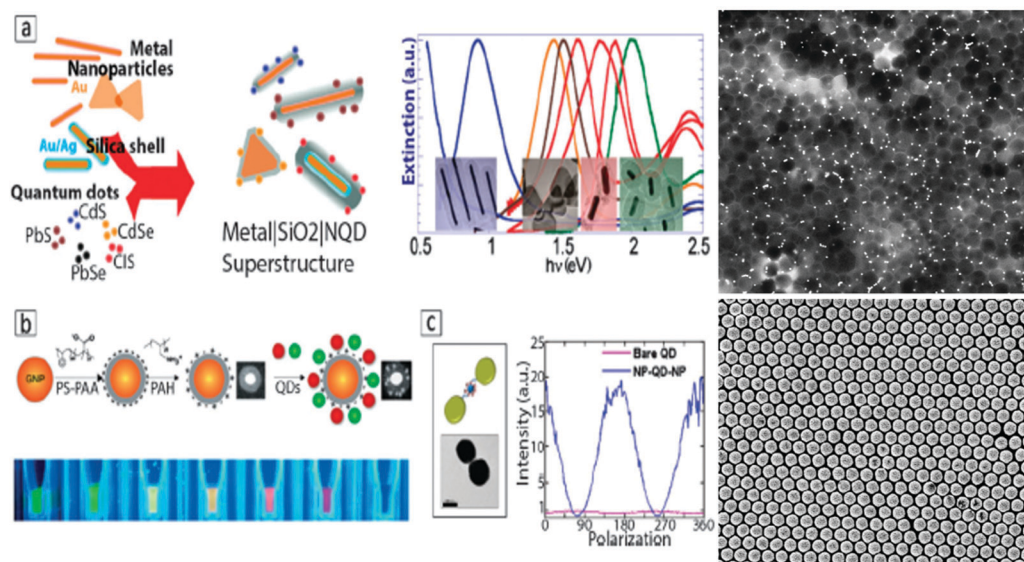 a
Metal
Nanoparticles
Au
Au/Ag
Silica shell
Quantum dots
CdS
PbS
CdSe
CIS
PbSe
Metal|SiO2|NQD
Superstructure
Extinction (a.u.)
0.5
1
1.5
2
2.5
hν(eV)
b
GNP
PS-PAA
PAH
QDs
c
Intensity (a.u.)
25
20
15
10
5
1
Bare QD
NP-QD-NP
0
90
180
270
360
Polarization